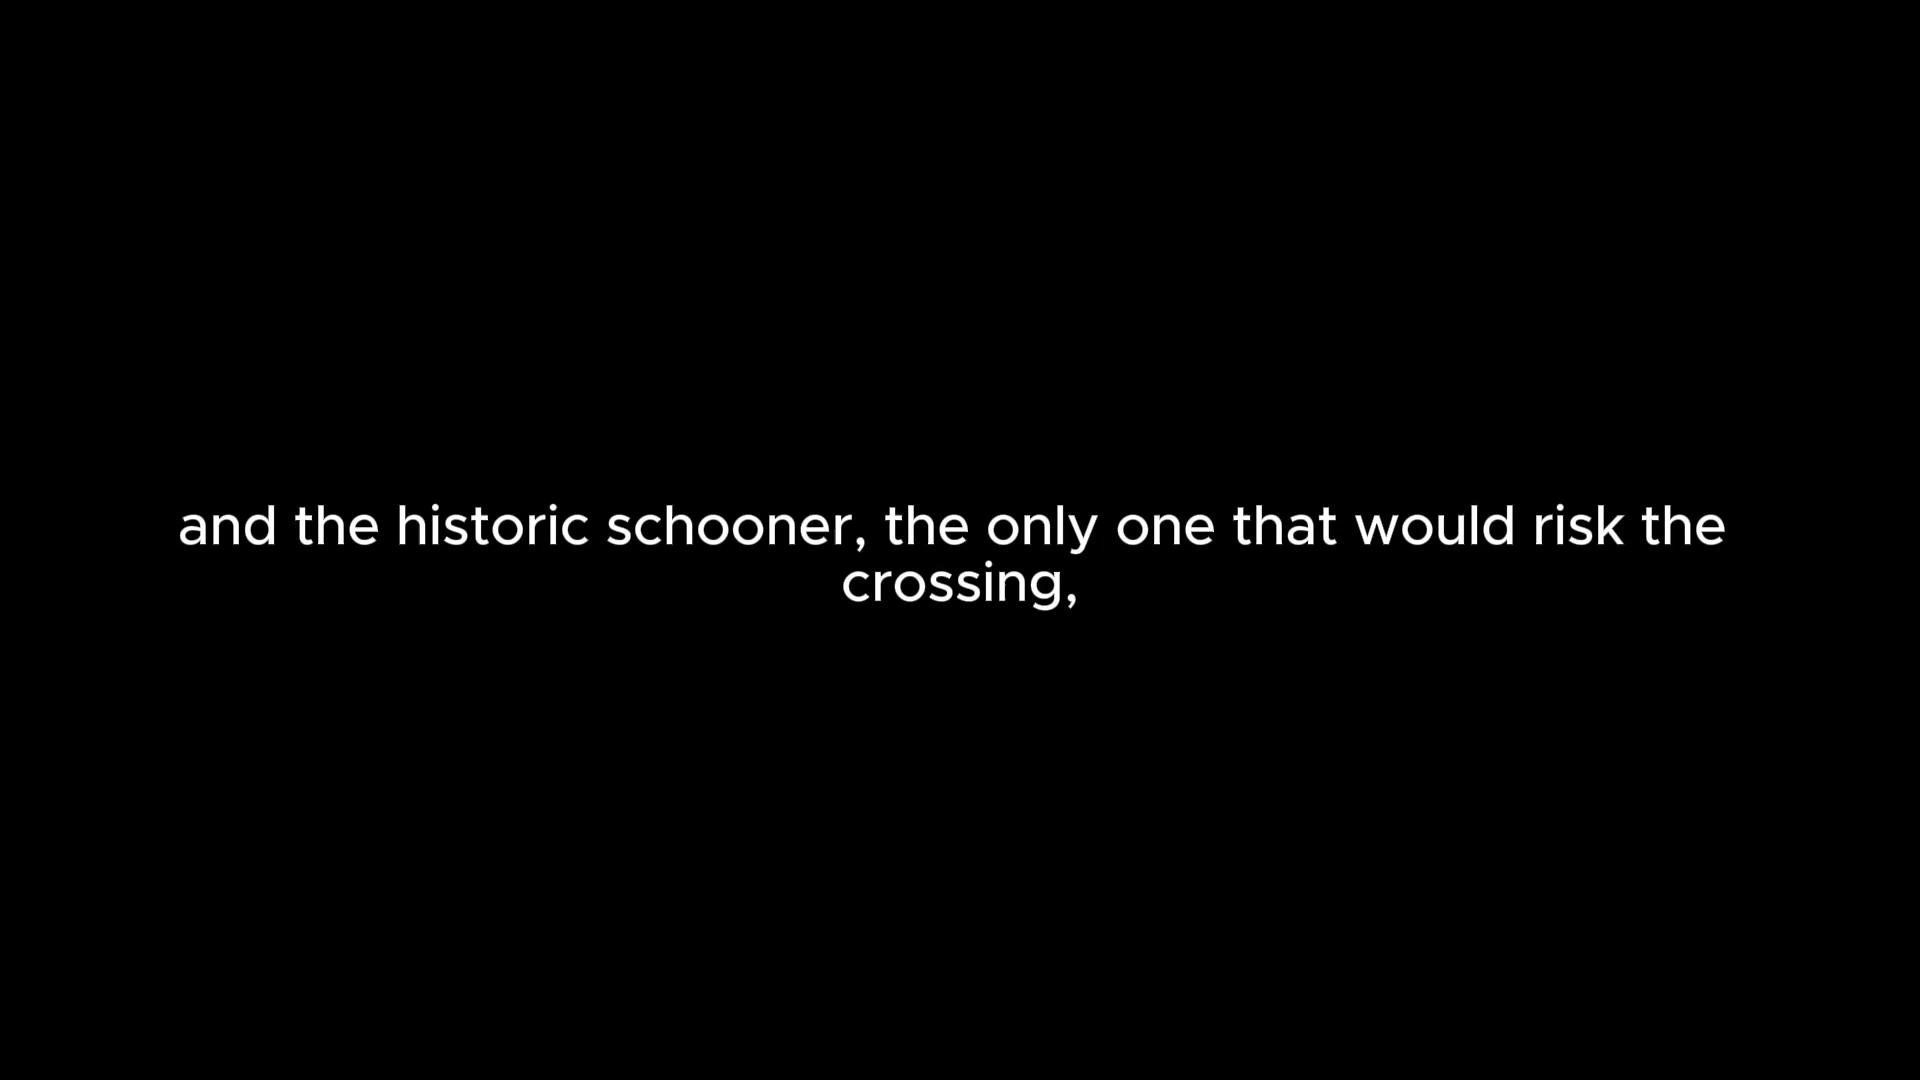 and the historic schooner, the only one that would risk the
crossing,